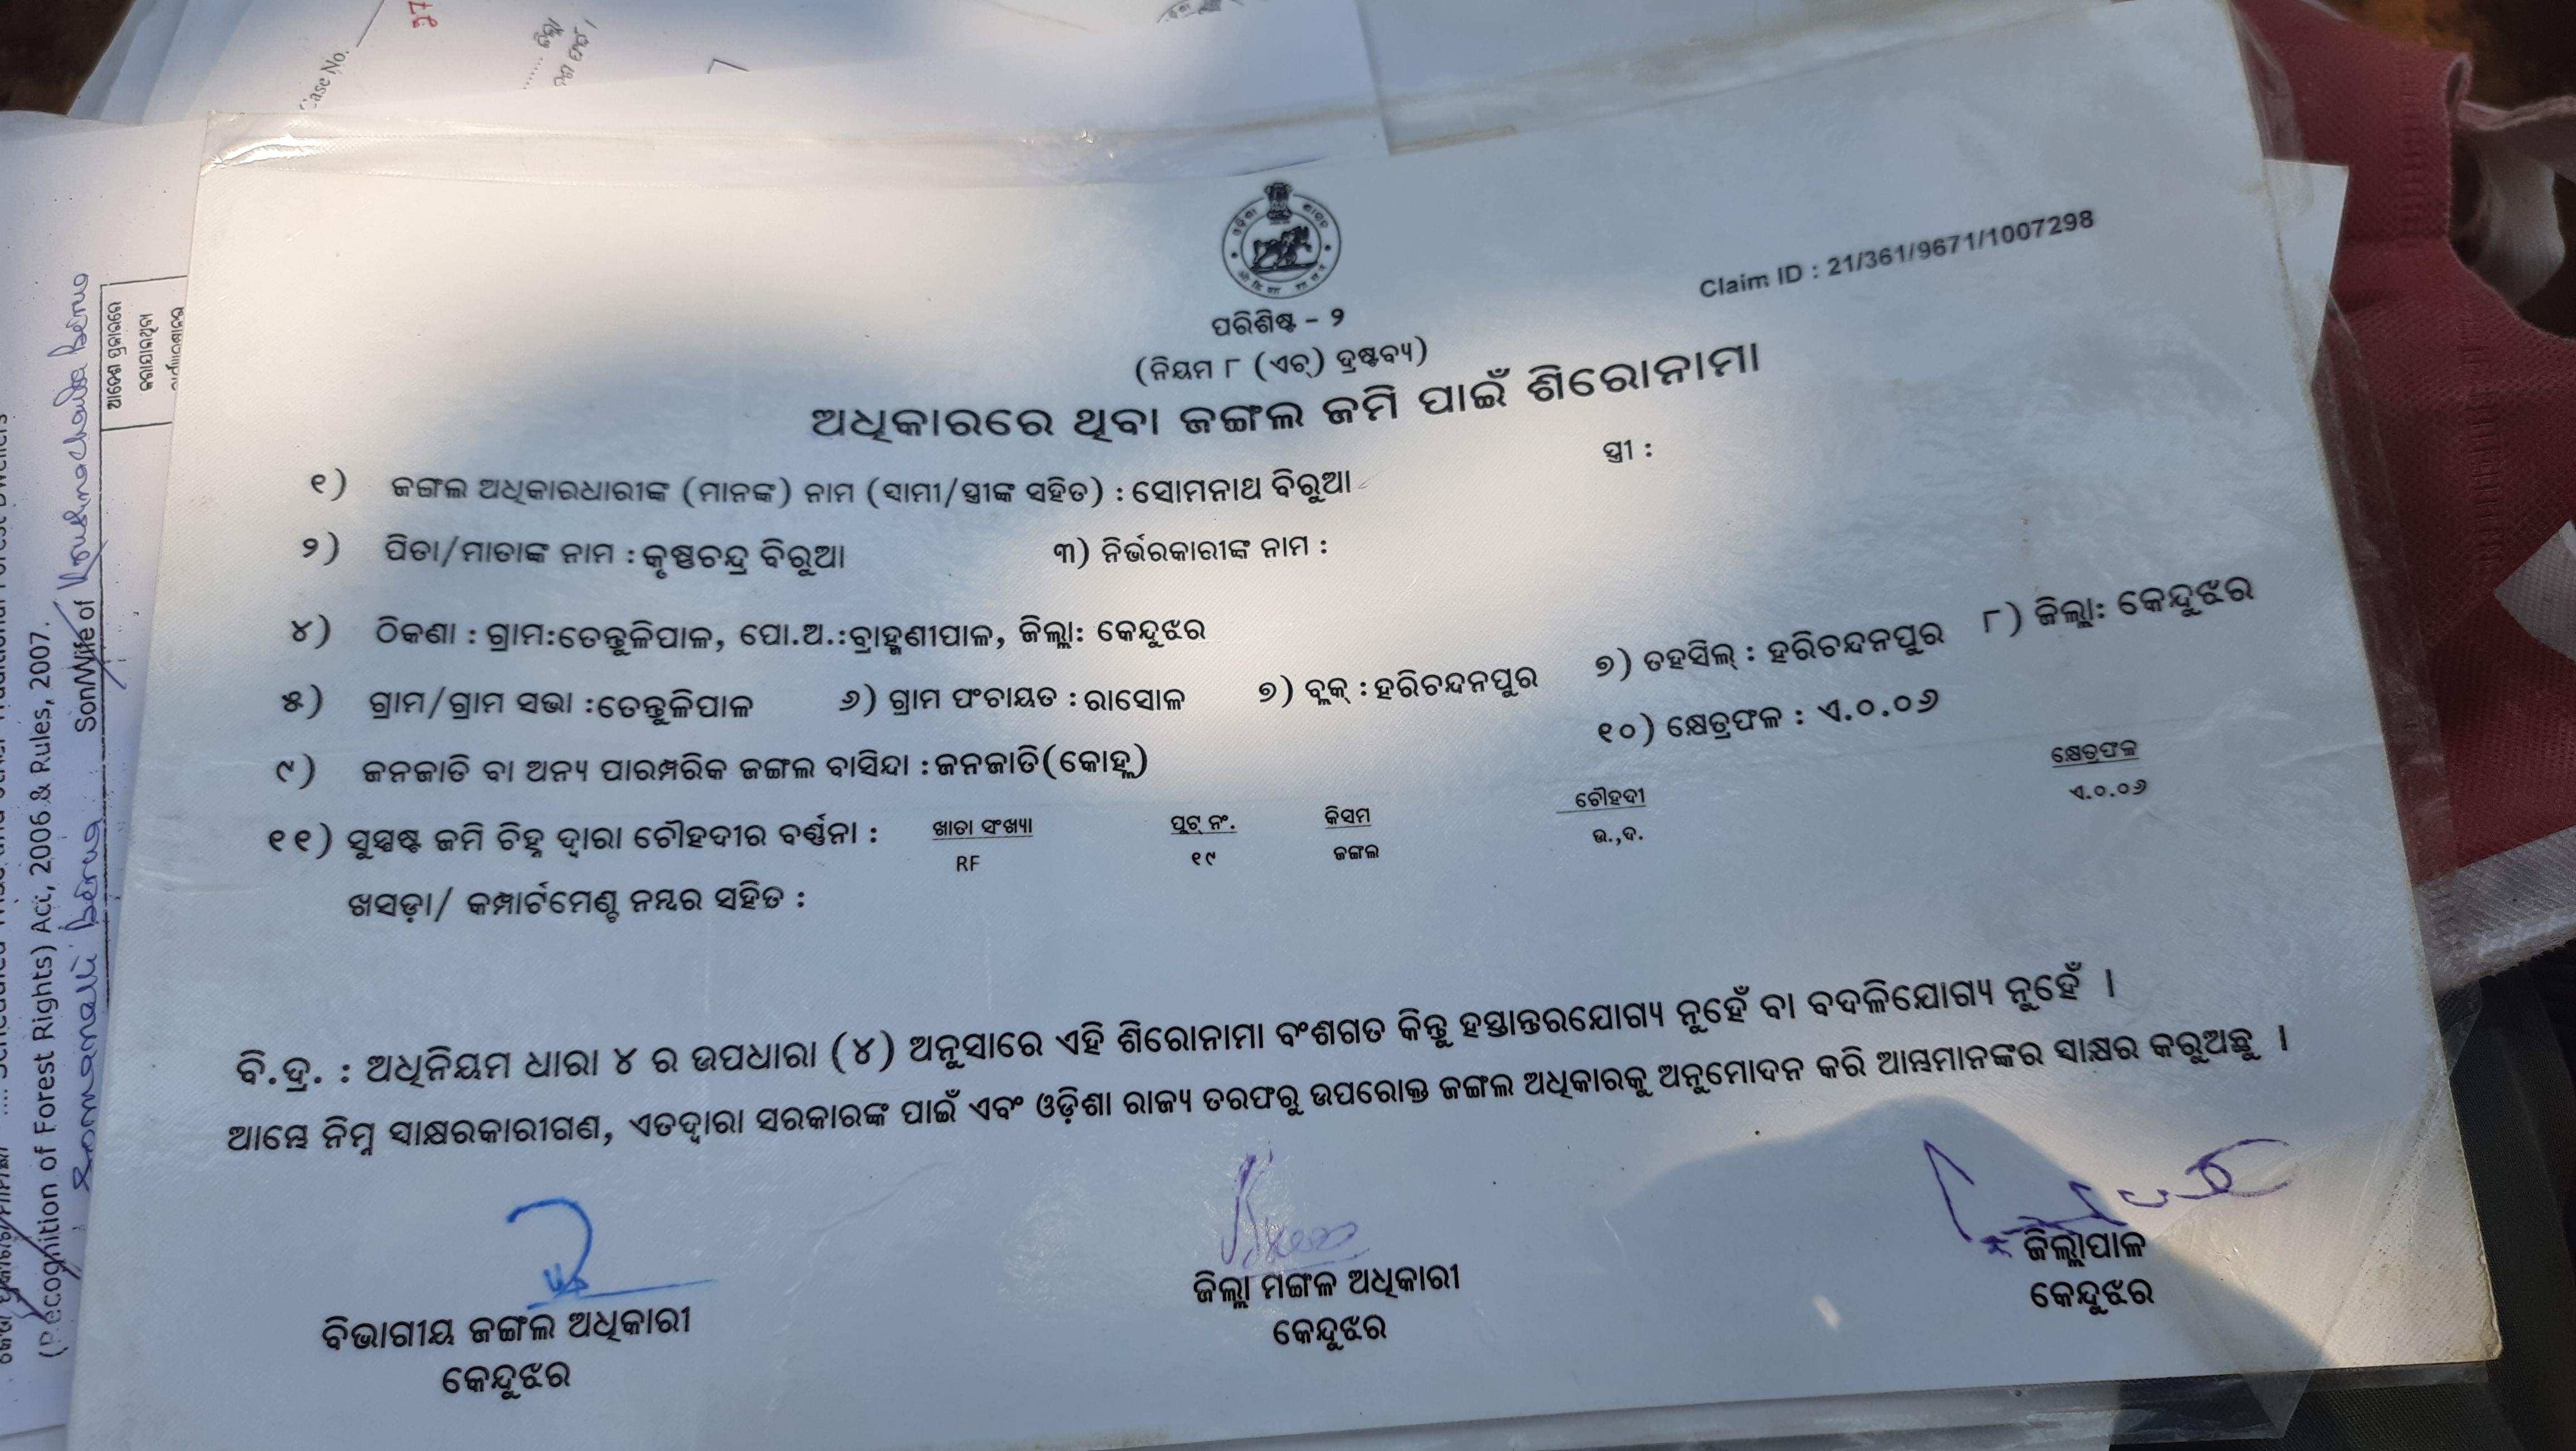 Case No.
Claim ID : 21/361/9671/1007298
ପରିଶିଷ୍ଟ - ୨
(ନିୟମ ୮ (ଏଚ୍) ଦ୍ରଷ୍ଟବ୍ୟ)
ଅଧିକାରରେ ଥିବା ଜଙ୍ଗଲ ଜମି ପାଇଁ ଶିରୋନାମା
୧) ଜଙ୍ଗଲ ଅଧିକାରଧାରୀଙ୍କ (ମାନଙ୍କ) ନାମ (ସ୍ୱାମୀ/ସ୍ତ୍ରୀଙ୍କ ସହିତ) : ସୋମନାଥ ବିରୁଆ ସ୍ତ୍ରୀ :
୨) ପିତା/ମାତାଙ୍କ ନାମ : କୃଷ୍ଣଚନ୍ଦ୍ର ବିରୁଆ ୩) ନିର୍ଭରକାରୀଙ୍କ ନାମ :
୪) ଠିକଣା : ଗ୍ରାମ:ତେନ୍ତୁଳିପାଳ, ପୋ.ଅ.:ବ୍ରାହ୍ମଣୀପାଳ, ଜିଲ୍ଲା: କେନ୍ଦୁଝର
୫) ଗ୍ରାମ/ଗ୍ରାମ ସଭା :ତେନ୍ତୁଳିପାଳ ୬) ଗ୍ରାମ ପଂଚାୟତ : ରାସୋଳ ୭) ବ୍ଲକ୍ : ହରିଚନ୍ଦନପୁର ୭) ତହସିଲ୍ : ହରିଚନ୍ଦନପୁର ୮) ଜିଲ୍ଲା: କେନ୍ଦୁଝର
୯) ଜନଜାତି ବା ଅନ୍ୟ ପାରମ୍ପରିକ ଜଙ୍ଗଲ ବାସିନ୍ଦା : ଜନଜାତି(କୋହ୍ଲ) ୧୦) କ୍ଷେତ୍ରଫଳ : ଏ.୦.୦୬
୧୧) ସୁସ୍ପଷ୍ଟ ଜମି ଚିହ୍ନ ଦ୍ୱାରା ଚୌହଦୀର ବର୍ଣ୍ଣନା : ଖାତା ସଂଖ୍ୟା ପ୍ଲଟ୍ ନଂ. କିସମ ଚୌହଦୀ କ୍ଷେତ୍ରଫଳ
RF ୧୯ ଜଙ୍ଗଲ ଉ.,ଦ. ଏ.୦.୦୬
ଖସଡ଼ା/ କମ୍ପାର୍ଟମେଣ୍ଟ ନମ୍ବର ସହିତ :
ବି.ଦ୍ର. : ଅଧିନିୟମ ଧାରା ୪ ର ଉପଧାରା (୪) ଅନୁସାରେ ଏହି ଶିରୋନାମା ବଂଶଗତ କିନ୍ତୁ ହସ୍ତାନ୍ତରଯୋଗ୍ୟ ନୁହେଁ ବା ବଦଳିଯୋଗ୍ୟ ନୁହେଁ ।
ଆମ୍ଭେ ନିମ୍ନ ସ୍ୱାକ୍ଷରକାରୀଗଣ, ଏତଦ୍ୱାରା ସରକାରଙ୍କ ପାଇଁ ଏବଂ ଓଡ଼ିଶା ରାଜ୍ୟ ତରଫରୁ ଉପରୋକ୍ତ ଜଙ୍ଗଲ ଅଧିକାରକୁ ଅନୁମୋଦନ କରି ଆମ୍ଭମାନଙ୍କର ସ୍ୱାକ୍ଷର କରୁଅଛୁ ।
ବିଭାଗୀୟ ଜଙ୍ଗଲ ଅଧିକାରୀ
କେନ୍ଦୁଝର
ଜିଲ୍ଲା ମଙ୍ଗଳ ଅଧିକାରୀ
କେନ୍ଦୁଝର
ଜିଲ୍ଲାପାଳ
କେନ୍ଦୁଝର
(Recognition of Forest Rights) Act, 2006 & Rules, 2007.
Son/Wife of